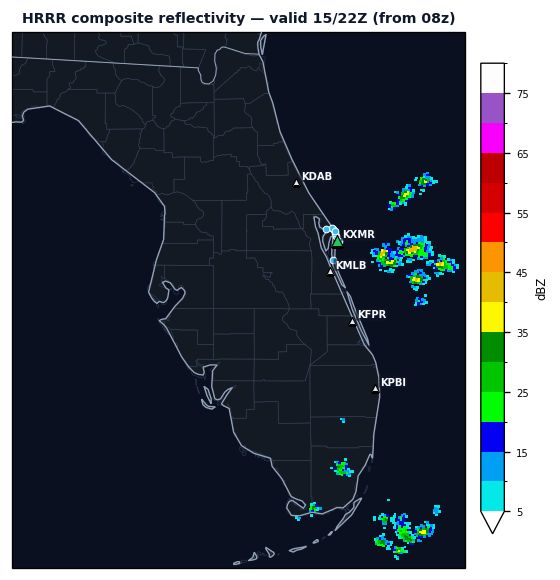 HRRR composite reflectivity — valid 15/22Z (from 08z)
KDAB
KXMR
KMLB
KFPR
KPBI
75
65
55
45
35
25
15
5
dBZ